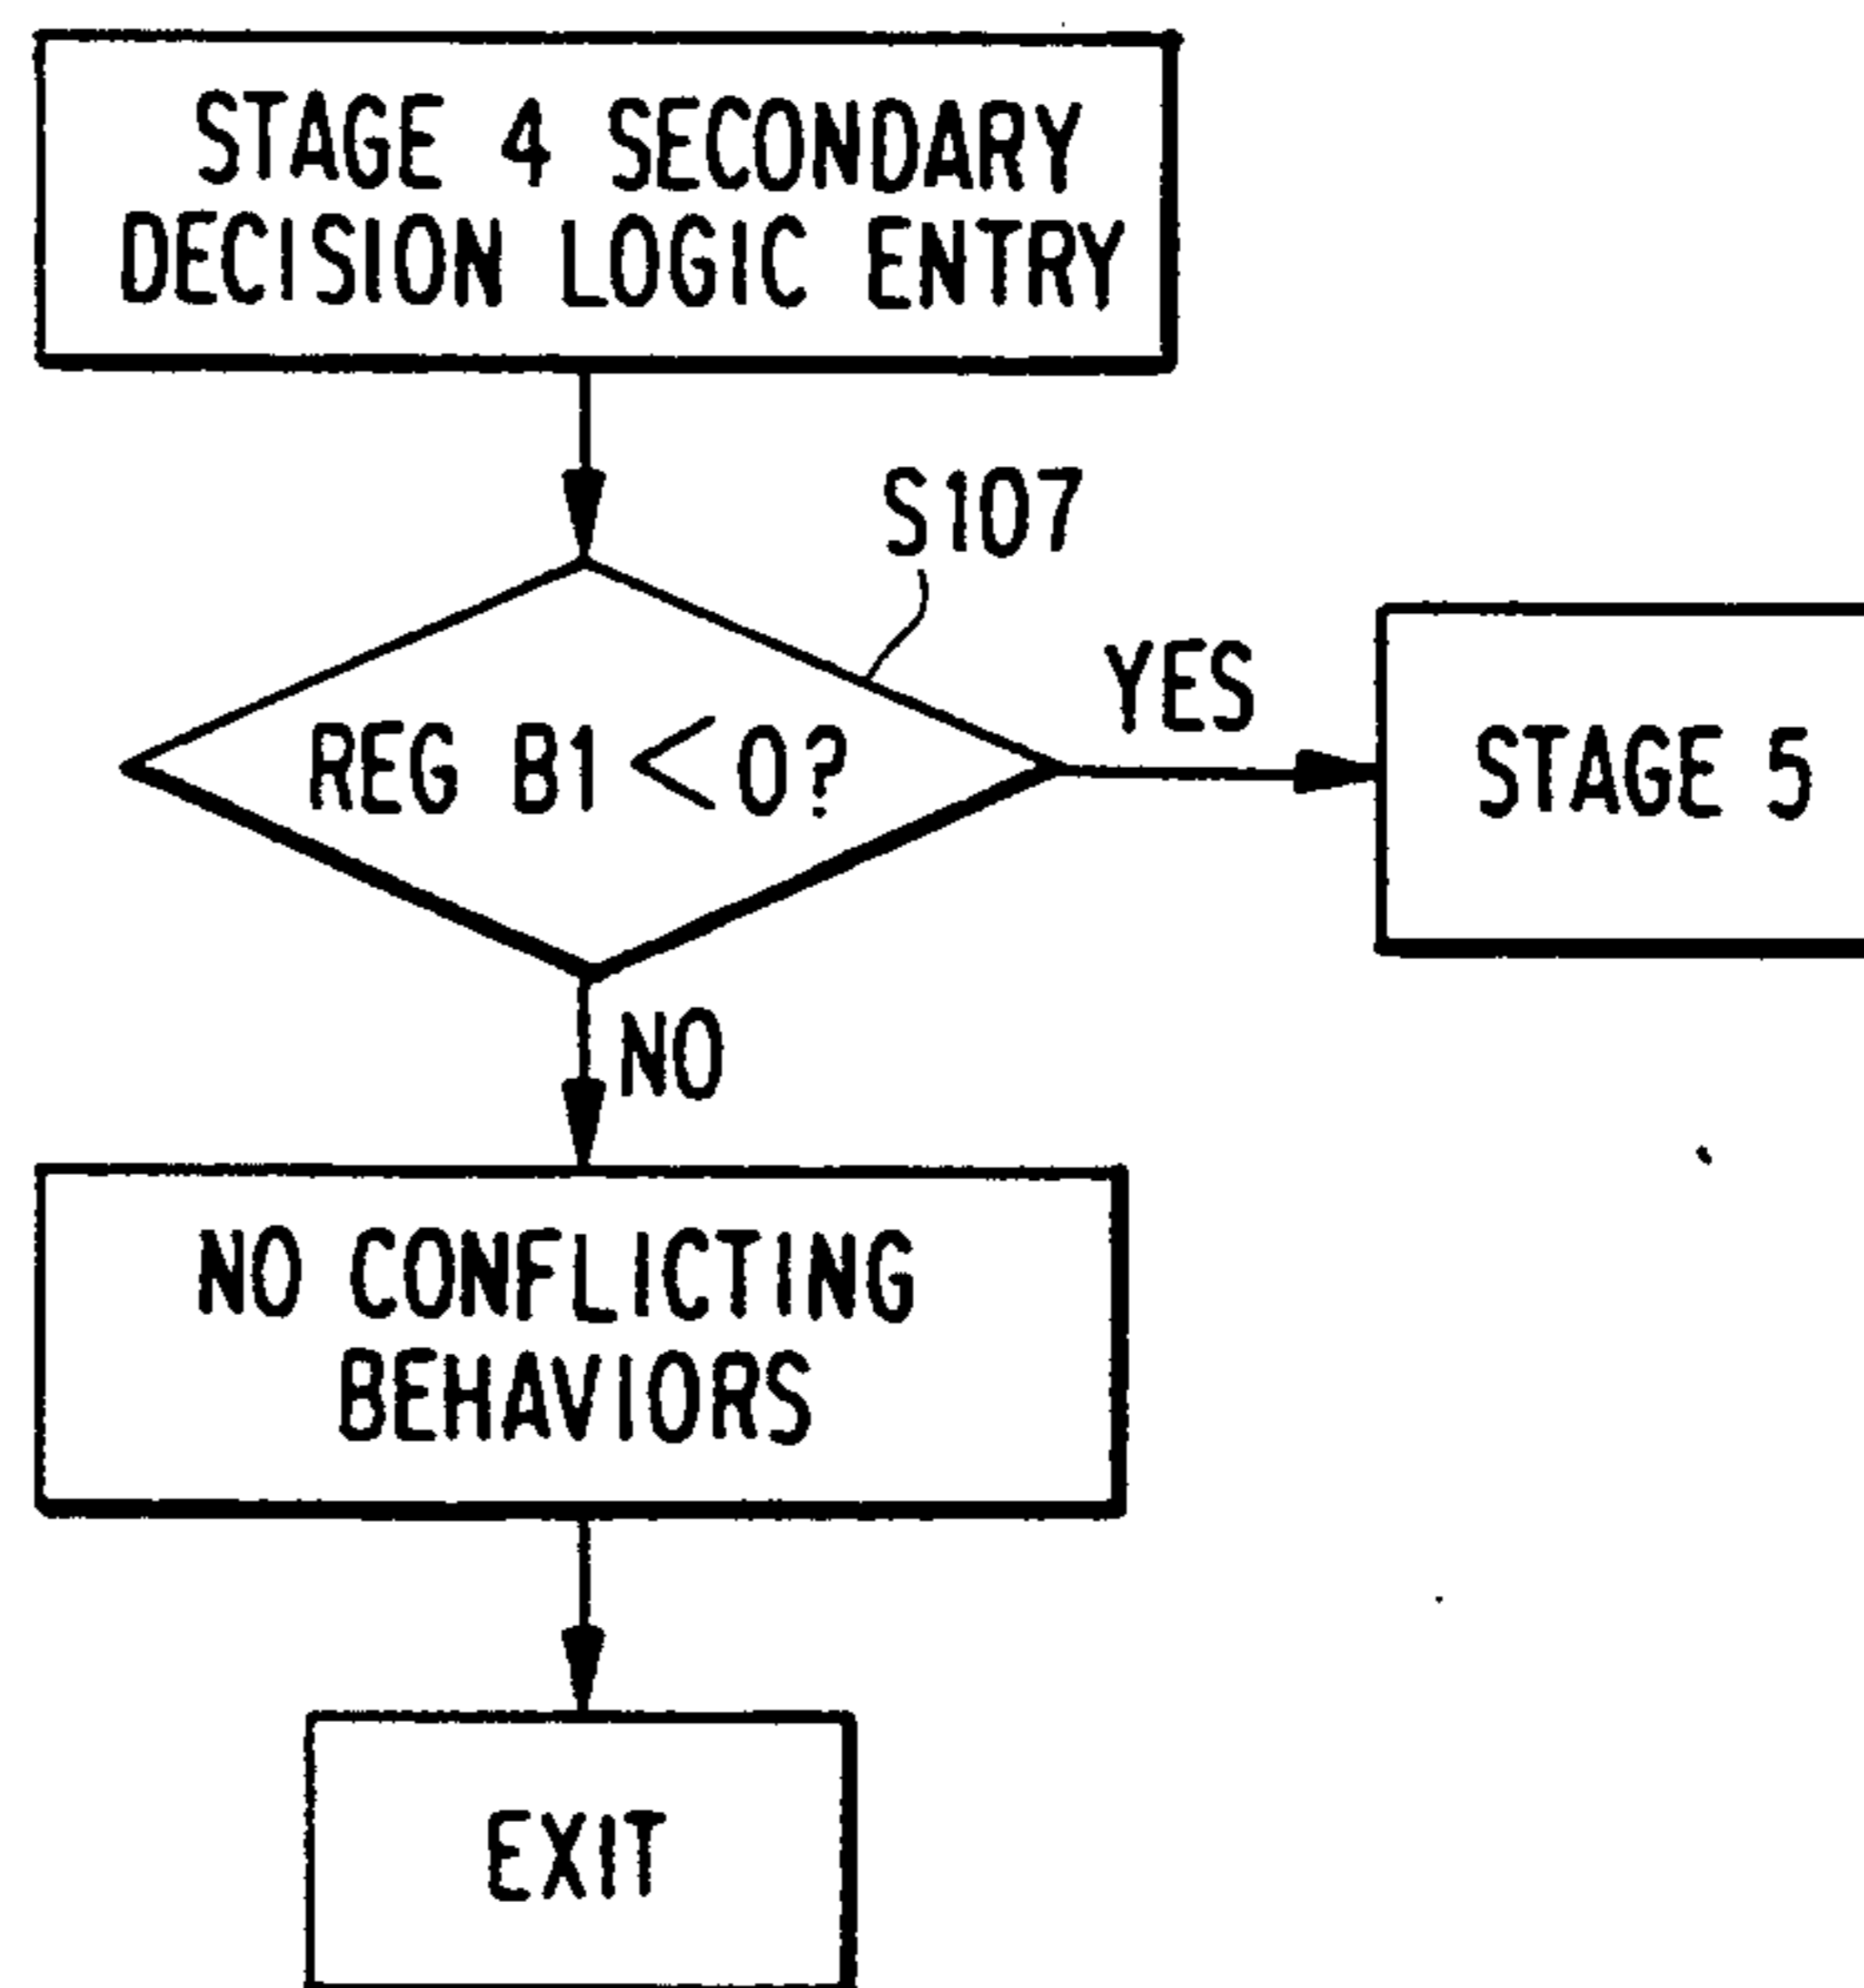 STAGE 4 SECONDARY
DECISION LOGIC ENTRY
S107
REG B1<0?
YES
STAGE 5
NO
NO CONFLICTING
BEHAVIORS
EXIT